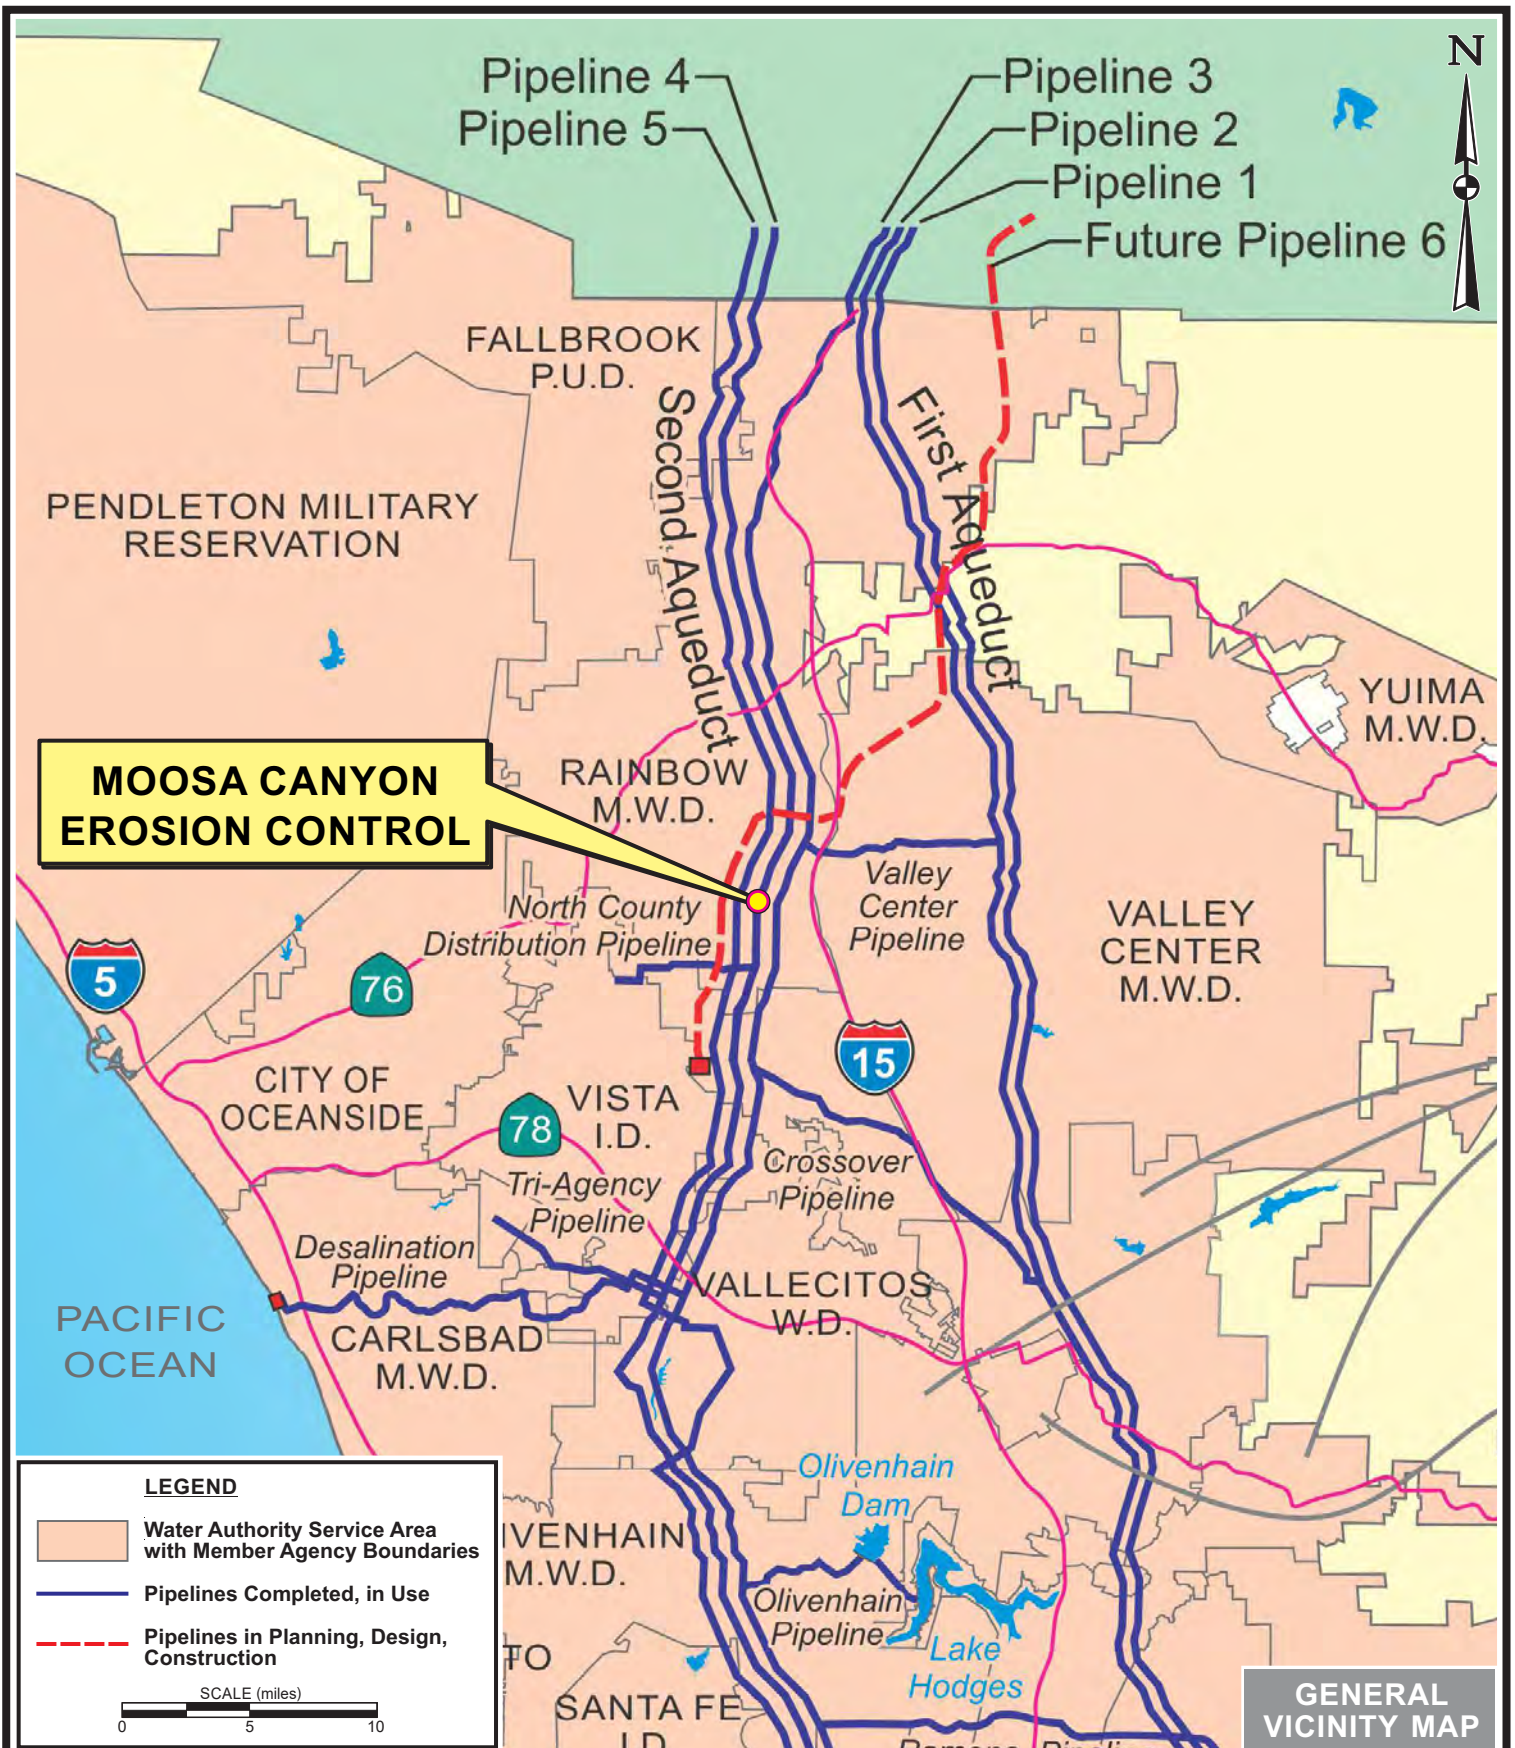 N
Pipeline 4
Pipeline 5
Pipeline 3
Pipeline 2
Pipeline 1
Future Pipeline 6
FALLBROOK
P.U.D.
Second Aqueduct
First Aqueduct
PENDLETON MILITARY
RESERVATION
YUIMA
M.W.D.
MOOSA CANYON
EROSION CONTROL
RAINBOW
M.W.D.
Valley
Center
Pipeline
North County
Distribution Pipeline
VALLEY
CENTER
M.W.D.
5
76
15
CITY OF
OCEANSIDE
VISTA
I.D.
78
Crossover
Pipeline
Tri-Agency
Pipeline
Desalination
Pipeline
VALLECITOS
W.D.
PACIFIC
OCEAN
CARLSBAD
M.W.D.
Olivenhain
Dam
IVENHAIN
M.W.D.
Olivenhain
Pipeline
Lake
Hodges
TO
SANTA FE
I.D.
LEGEND
Water Authority Service Area
with Member Agency Boundaries
Pipelines Completed, in Use
Pipelines in Planning, Design,
Construction
SCALE (miles)
0 5 10
GENERAL
VICINITY MAP